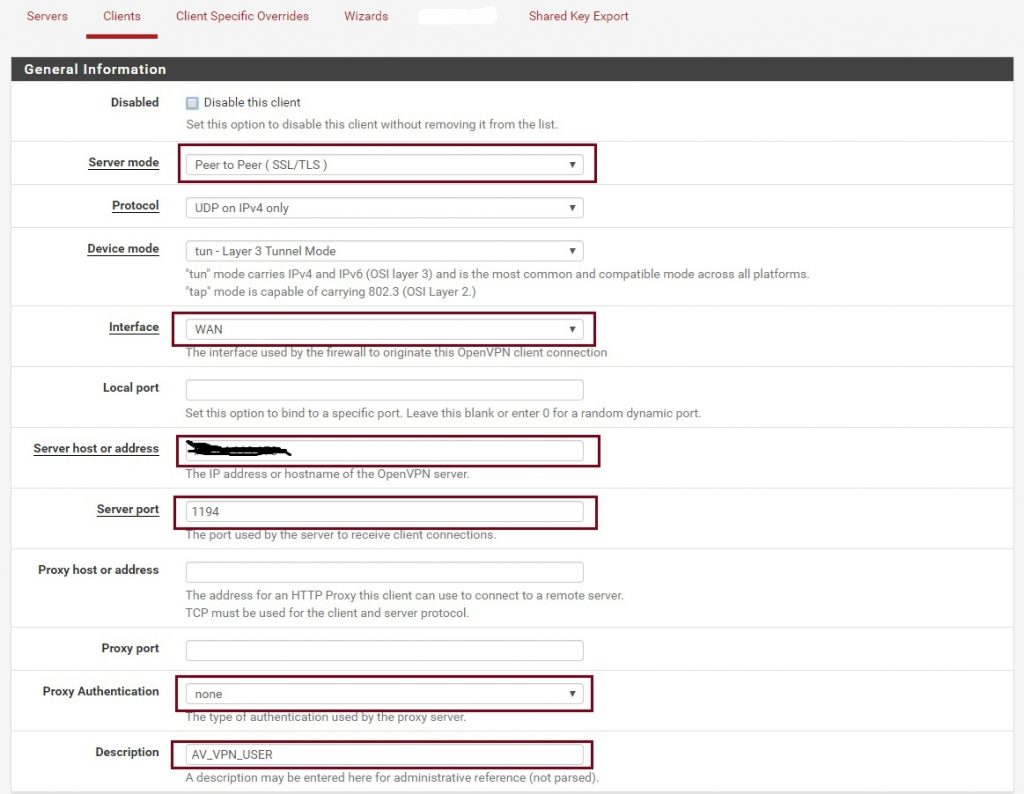 Servers Clients Client Specific Overrides Wizards Shared Key Export
General Information
Disabled Disable this client
Set this option to disable this client without removing it from the list.
Server mode Peer to Peer ( SSL/TLS )
Protocol UDP on IPv4 only
Device mode tun - Layer 3 Tunnel Mode
"tun" mode carries IPv4 and IPv6 (OSI layer 3) and is the most common and compatible mode across all platforms.
"tap" mode is capable of carrying 802.3 (OSI Layer 2.)
Interface WAN
The interface used by the firewall to originate this OpenVPN client connection
Local port
Set this option to bind to a specific port. Leave this blank or enter 0 for a random dynamic port.
Server host or address
The IP address or hostname of the OpenVPN server.
Server port 1194
The port used by the server to receive client connections.
Proxy host or address
The address for an HTTP Proxy this client can use to connect to a remote server.
TCP must be used for the client and server protocol.
Proxy port
Proxy Authentication none
The type of authentication used by the proxy server.
Description AV_VPN_USER
A description may be entered here for administrative reference (not parsed).